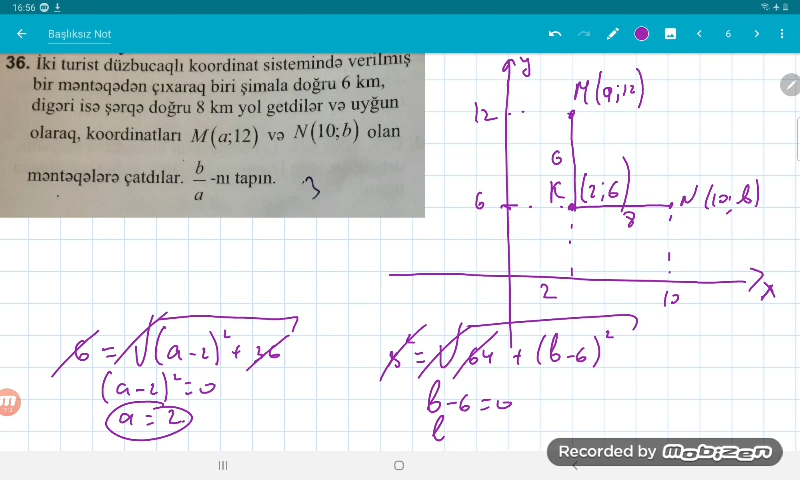 16:56
Başlıksız Not
6
36. İki turist düzbucaqlı koordinat sistemində verilmiş
bir məntəqədən çıxaraq biri şimala doğru 6 km,
digəri isə şərqə doğru 8 km yol getdilər və uyğun
olaraq, koordinatları M(a;12) və N(10;b) olan
məntəqələrə çatdılar. b/a -nı tapın. 3
y
M(a;12)
12
6
K (2;6)
6
8
N(10;b)
2
10
x
6 = √(a-2)² + 36
(a-2)² = 0
a = 2
8 = √64 + (b-6)²
b-6=0
b
Recorded by mobizen